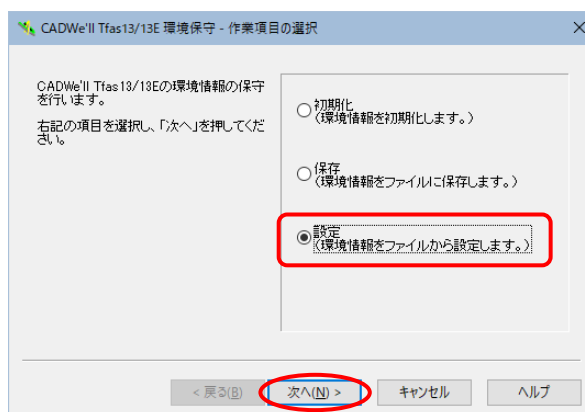 CADWe'll Tfas13/13E 環境保守 - 作業項目の選択
CADWe'll Tfas13/13Eの環境情報の保守
を行います。
右記の項目を選択し、「次へ」を押してくだ
さい。
初期化
(環境情報を初期化します。)
保存
(環境情報をファイルに保存します。)
設定
(環境情報をファイルから設定します。)
< 戻る(B)
次へ(N) >
キャンセル
ヘルプ